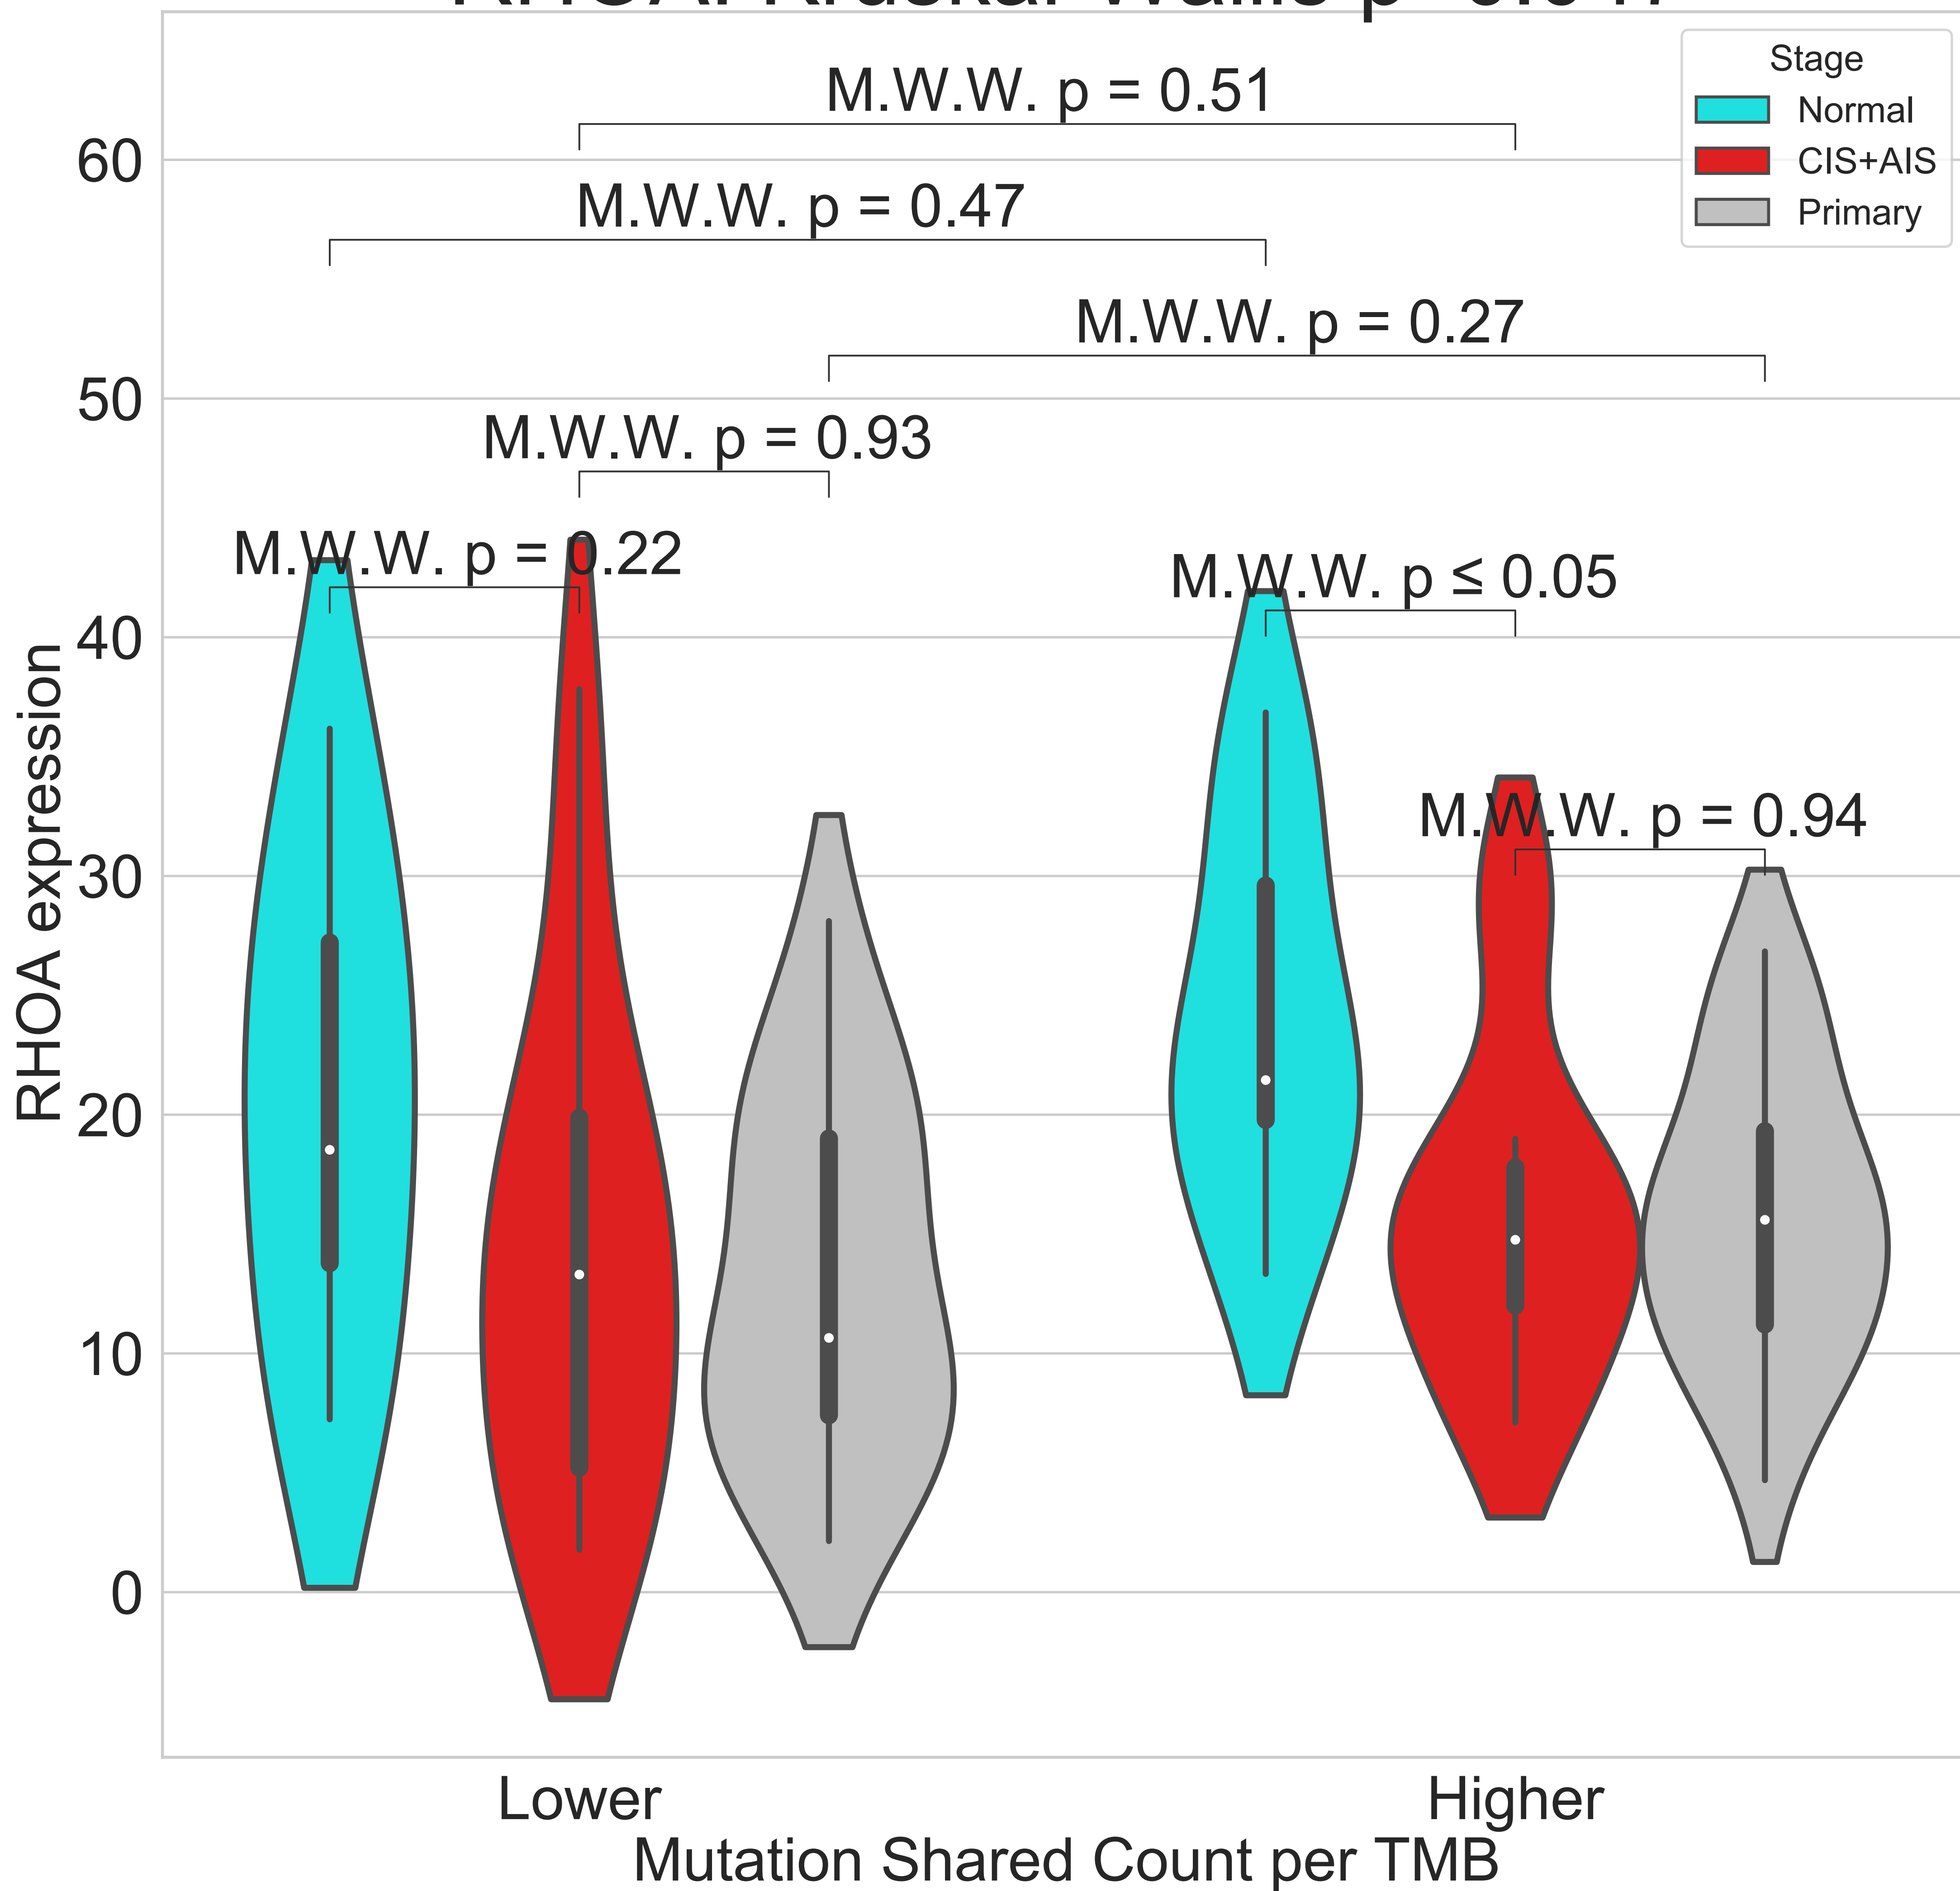 Stage
Normal
CIS+AIS
Primary
M.W.W. p = 0.51
M.W.W. p = 0.47
M.W.W. p = 0.27
M.W.W. p = 0.93
M.W.W. p = 0.22
M.W.W. p ≤ 0.05
M.W.W. p = 0.94
60
50
40
30
20
10
0
RHOA expression
Lower
Higher
Mutation Shared Count per TMB